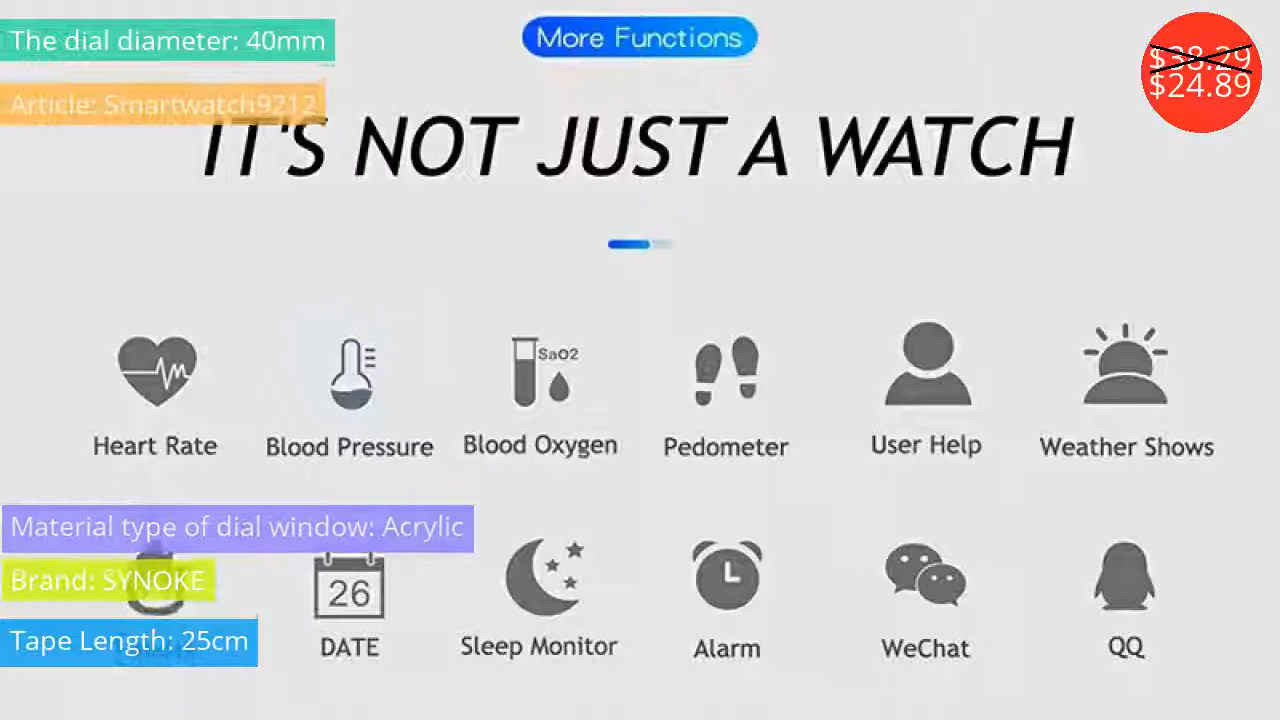 The dial diameter: 40mm
More Functions
$38.29
$24.89
Article: Smartwatch9212
IT'S NOT JUST A WATCH
SaO2
Heart Rate
Blood Pressure
Blood Oxygen
Pedometer
User Help
Weather Shows
Material type of dial window: Acrylic
Brand: SYNOKE
26
Tape Length: 25cm
DATE
Sleep Monitor
Alarm
WeChat
QQ